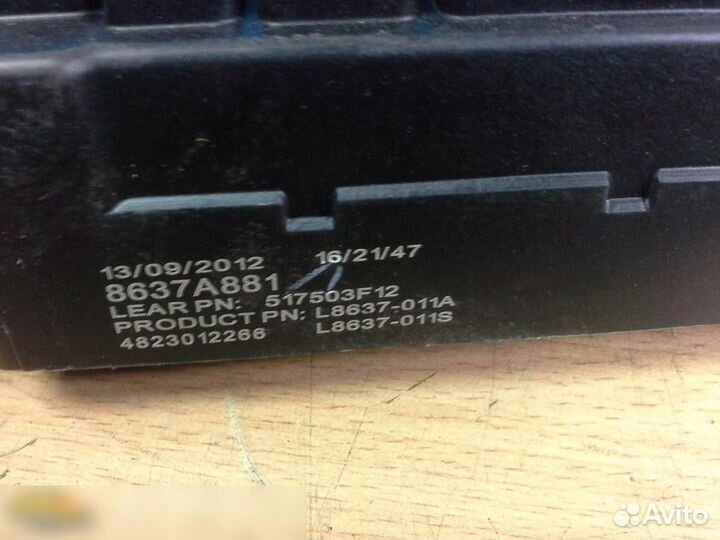 13/09/2012 16/21/47
8637A881
LEAR PN: 517503F12
PRODUCT PN: L8637-011A
4823012266 L8637-011S
Avito